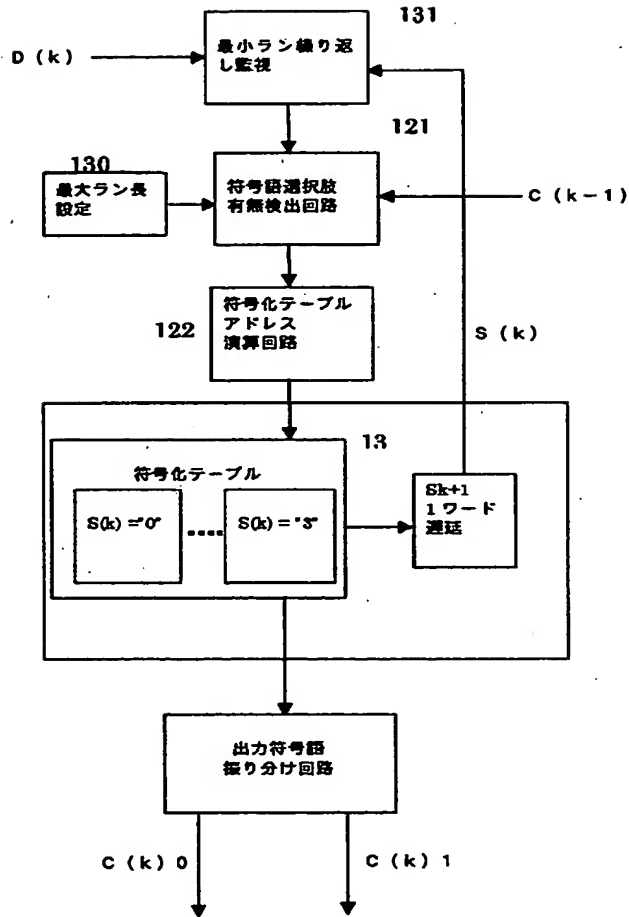 131
最小ラン繰り返
し監視
D (k)
121
130
最大ラン長
設定
符号語選択放
有無検出回路
C (k-1)
122
符号化テーブル
アドレス
演算回路
S (k)
13
符号化テーブル
S(k) ="0"
S(k) = "3"
Sk+1
1ワード
遅延
出力符号語
振り分け回路
C (k) 0
C (k) 1